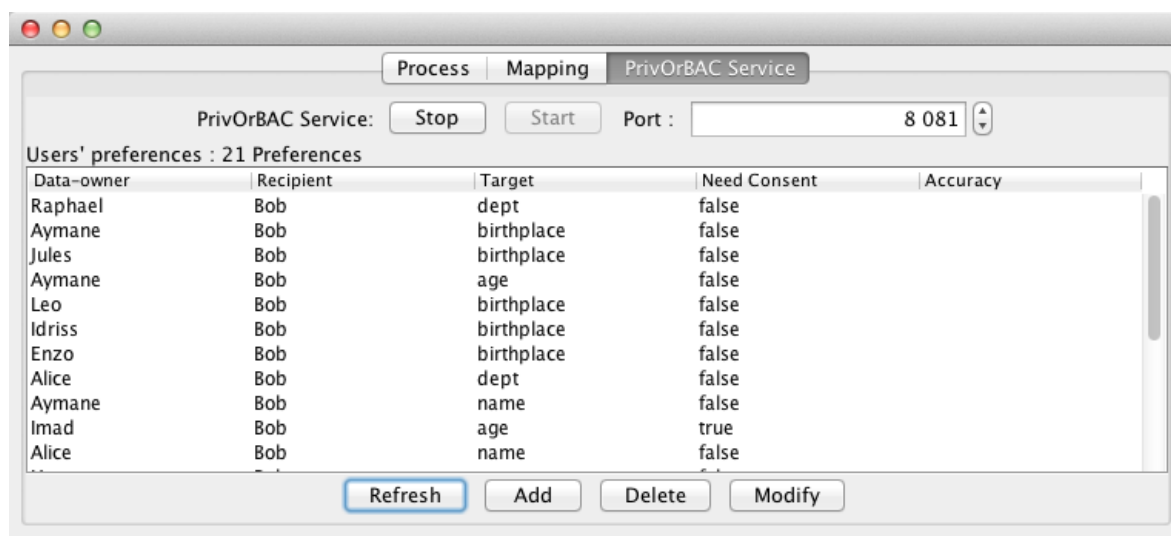 Process Mapping PrivOrBAC Service
PrivOrBAC Service: Stop Start Port : 8 081
Users' preferences : 21 Preferences
Data-owner Recipient Target Need Consent Accuracy
Raphael Bob dept false
Aymane Bob birthplace false
Jules Bob birthplace false
Aymane Bob age false
Leo Bob birthplace false
Idriss Bob birthplace false
Enzo Bob birthplace false
Alice Bob dept false
Aymane Bob name false
Imad Bob age true
Alice Bob name false
Refresh Add Delete Modify